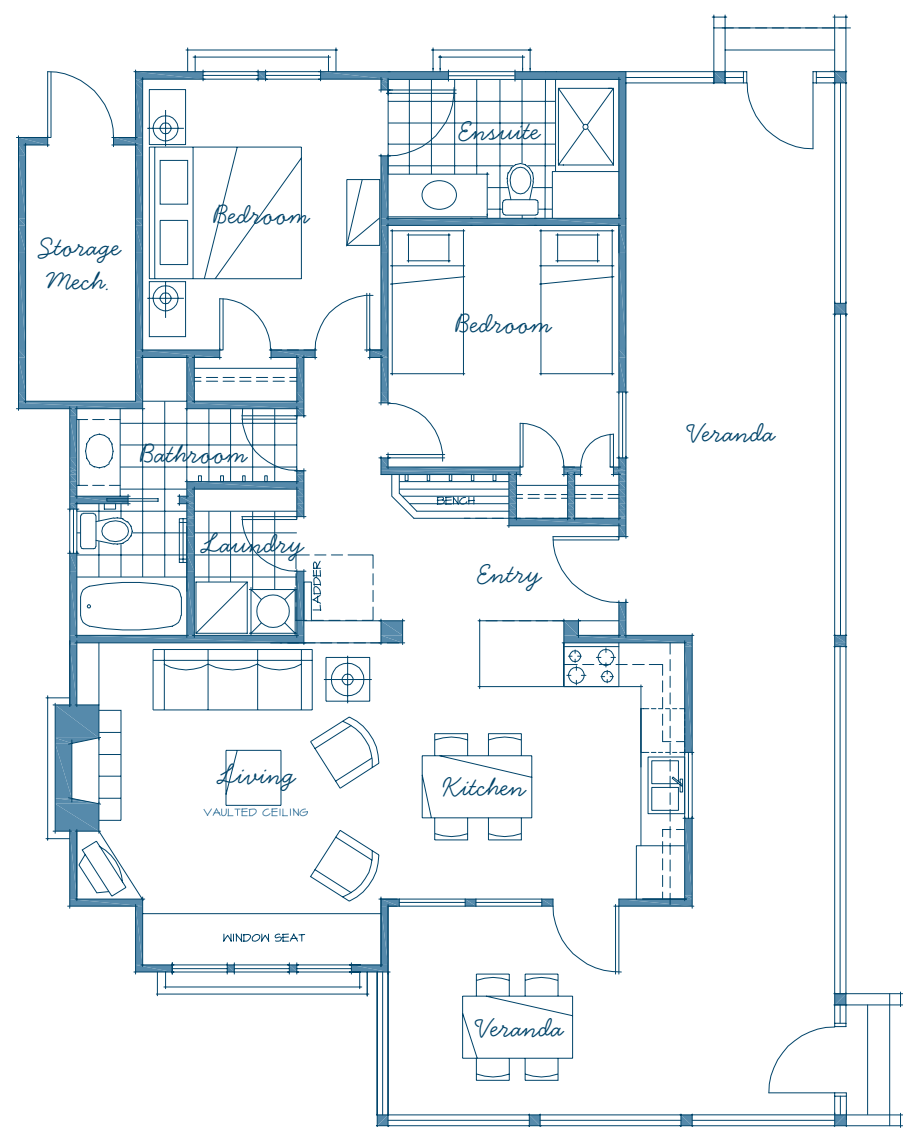 Ensuite
Bedroom
Storage
Mech.
Bedroom
Veranda
Bathroom
BENCH
Laundry
Entry
LADDER
Living
VAULTED CEILING
Kitchen
WINDOW SEAT
Veranda